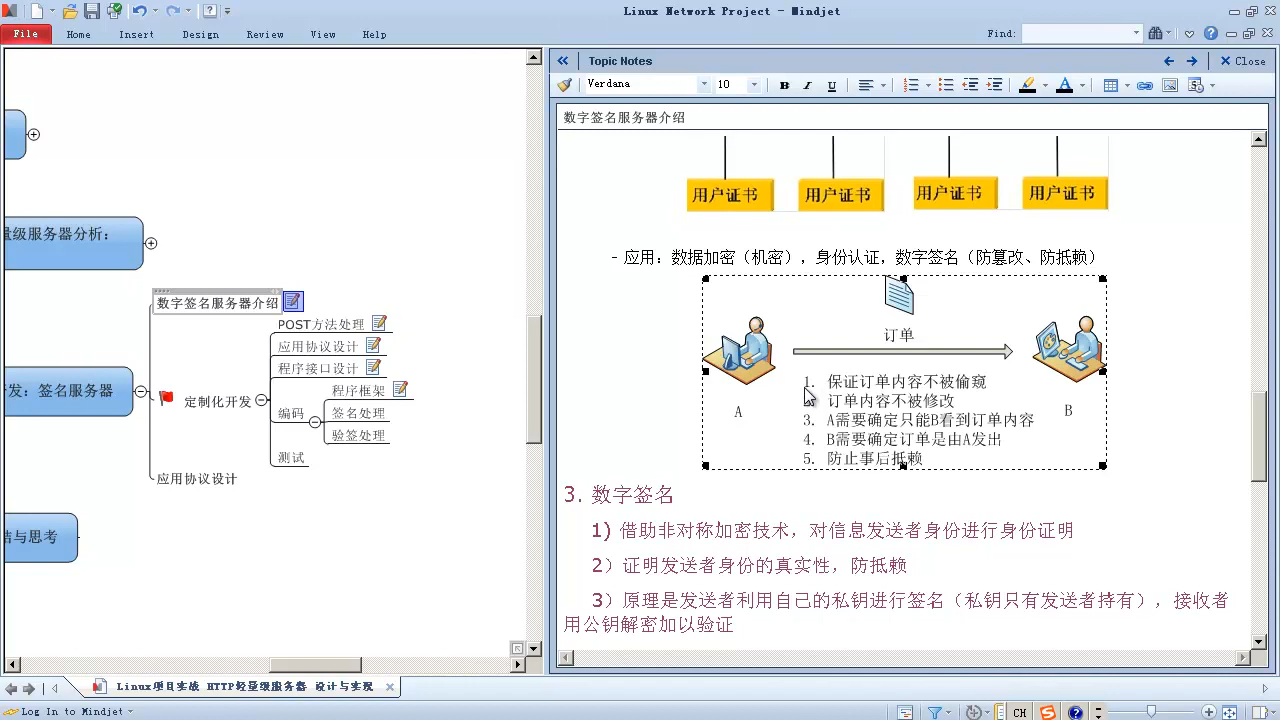 Linux Network Project - Mindjet
File Home Insert Design Review View Help
Find:
Topic Notes
Close
Verdana 10 B I U
数字签名服务器介绍
用户证书 用户证书 用户证书 用户证书
- 应用：数据加密（机密），身份认证，数字签名（防篡改、防抵赖）
订单
A
B
1. 保证订单内容不被偷窥
订单内容不被修改
3. A需要确定只能B看到订单内容
4. B需要确定订单是由A发出
5. 防止事后抵赖
3. 数字签名
1) 借助非对称加密技术，对信息发送者身份进行身份证明
2）证明发送者身份的真实性，防抵赖
3）原理是发送者利用自己的私钥进行签名（私钥只有发送者持有），接收者
用公钥解密加以验证
量级服务器分析：
数字签名服务器介绍
POST方法处理
应用协议设计
程序接口设计
程序框架
发：签名服务器
定制化开发
编码
签名处理
验签处理
测试
应用协议设计
结与思考
Linux项目实战 HTTP轻量级服务器 设计与实现
Log In to Mindjet
CH